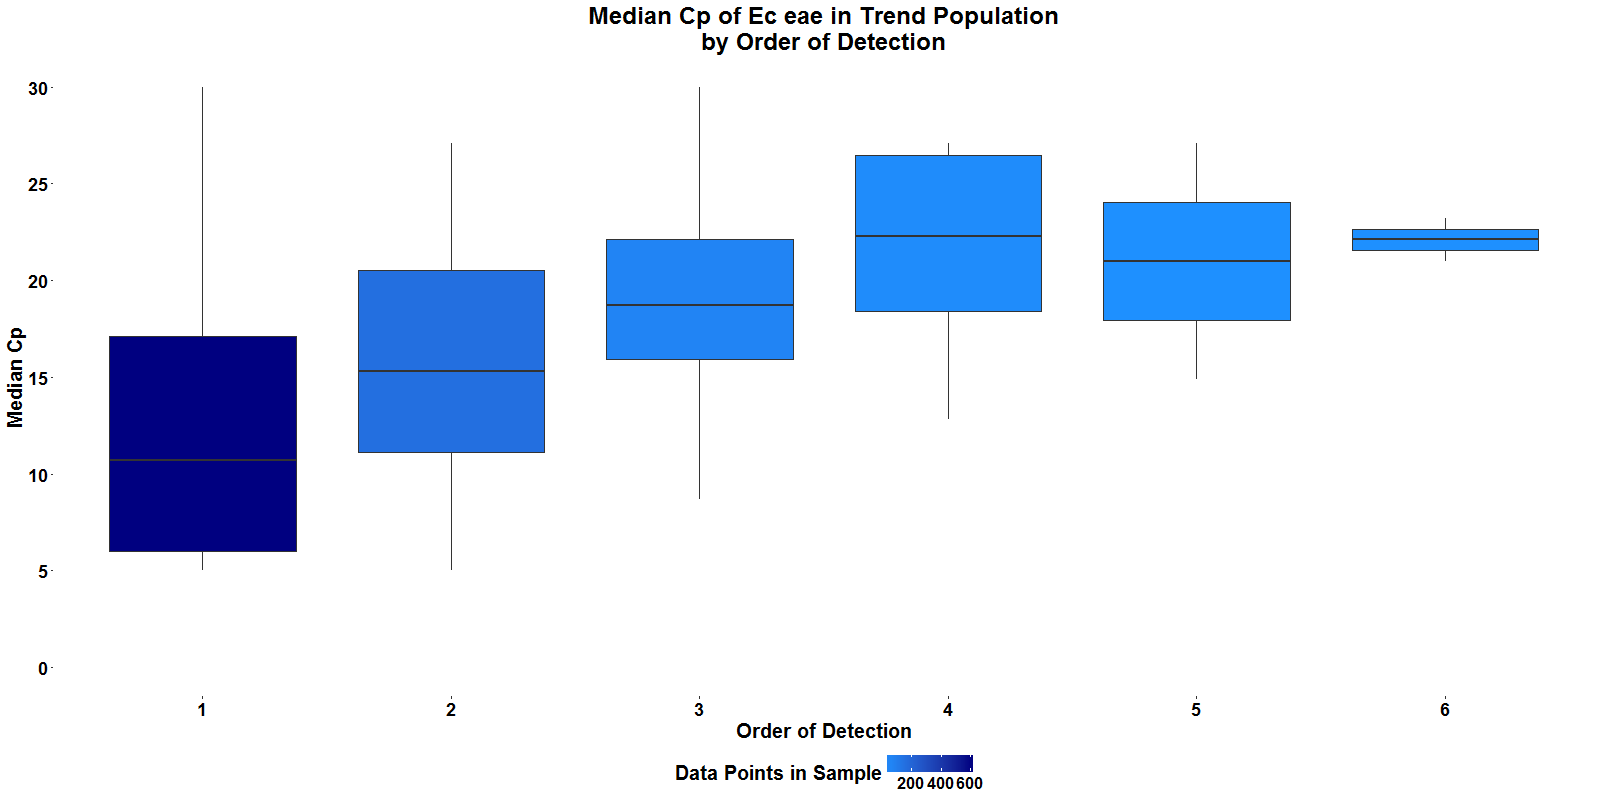 Median Cp of Ec eae in Trend Population
by Order of Detection
30
25
20
15
10
5
0
Median Cp
1 2 3 4 5 6
Order of Detection
Data Points in Sample
200 400 600